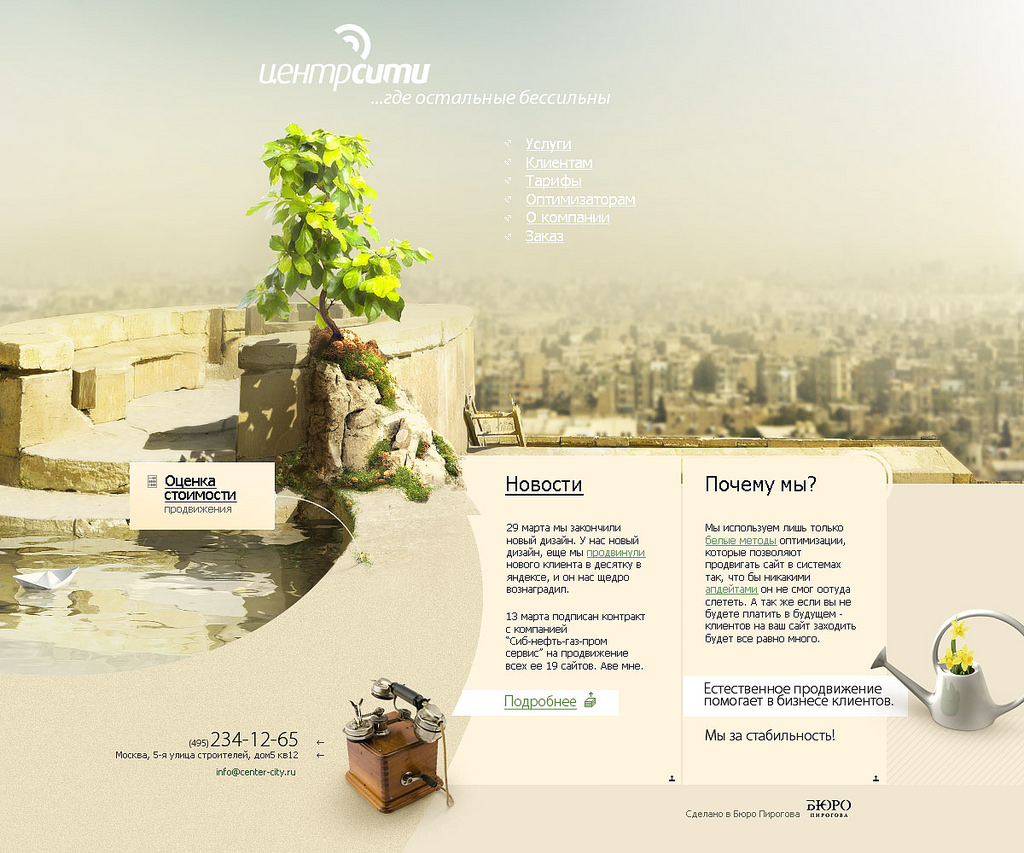 центрсити
...где остальные бессильны
Услуги
Клиентам
Тарифы
Оптимизаторам
О компании
Заказ
Оценка
стоимости
продвижения
Новости
29 марта мы закончили
новый дизайн. У нас новый
дизайн, еще мы продвинули
нового клиента в десятку в
яндексе, и он нас щедро
вознаградил.
13 марта подписан контракт
с компанией
"Сиб-нефть-газ-пром
сервис" на продвижение
всех ее 19 сайтов. Аве мне.
Подробнее
Почему мы?
Мы используем лишь только
белые методы оптимизации,
которые позволяют
продвигать сайт в системах
так, что бы никакими
апдейтами он не смог оотуда
слететь. А так же если вы не
будете платить в будущем -
клиентов на ваш сайт заходить
будет все равно много.
Естественное продвижение
помогает в бизнесе клиентов.
Мы за стабильность!
(495) 234-12-65 ←
Москва, 5-я улица строителей, дом5 кв12 ←
info@center-city.ru
Сделано в Бюро Пирогова
БЮРО
ПИРОГОВА